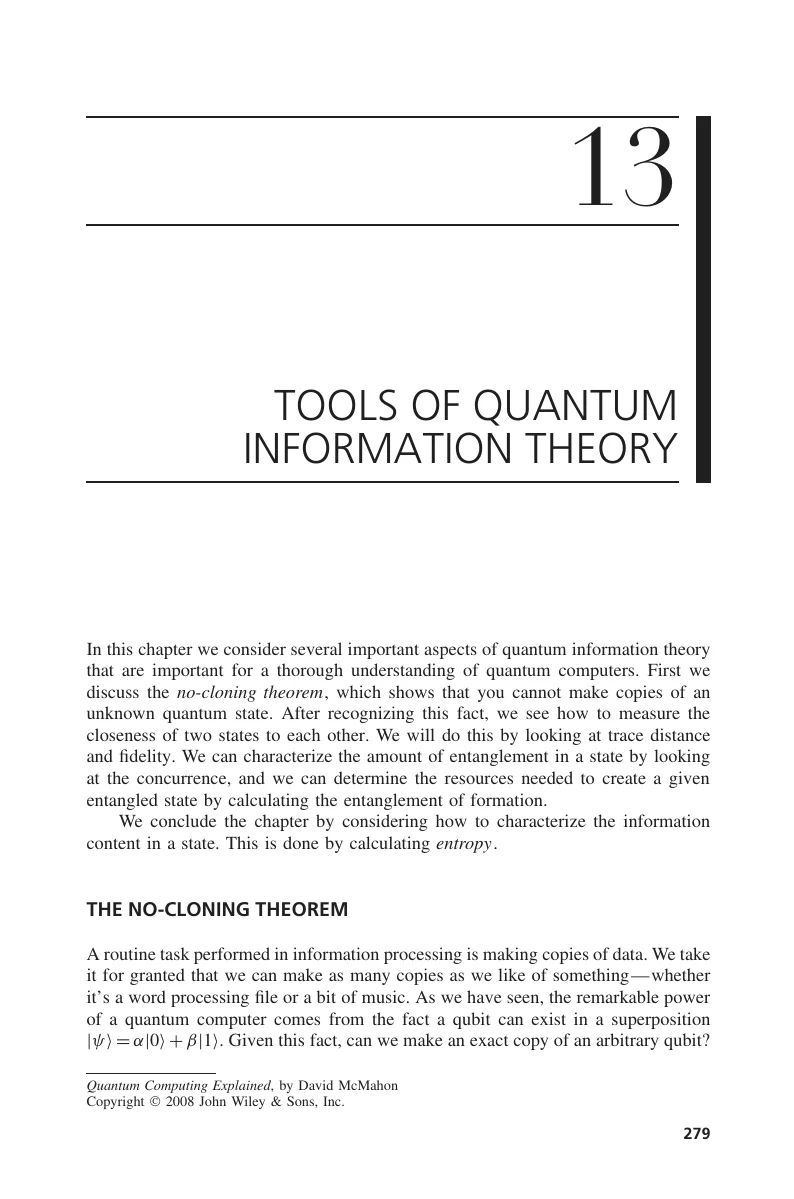 13
TOOLS OF QUANTUM
INFORMATION THEORY
In this chapter we consider several important aspects of quantum information theory
that are important for a thorough understanding of quantum computers. First we
discuss the no-cloning theorem, which shows that you cannot make copies of an
unknown quantum state. After recognizing this fact, we see how to measure the
closeness of two states to each other. We will do this by looking at trace distance
and fidelity. We can characterize the amount of entanglement in a state by looking
at the concurrence, and we can determine the resources needed to create a given
entangled state by calculating the entanglement of formation.
We conclude the chapter by considering how to characterize the information
content in a state. This is done by calculating entropy.
THE NO-CLONING THEOREM
A routine task performed in information processing is making copies of data. We take
it for granted that we can make as many copies as we like of something—whether
it's a word processing file or a bit of music. As we have seen, the remarkable power
of a quantum computer comes from the fact a qubit can exist in a superposition
|ψ⟩ = α|0⟩ + β|1⟩. Given this fact, can we make an exact copy of an arbitrary qubit?
Quantum Computing Explained, by David McMahon
Copyright © 2008 John Wiley & Sons, Inc.
279